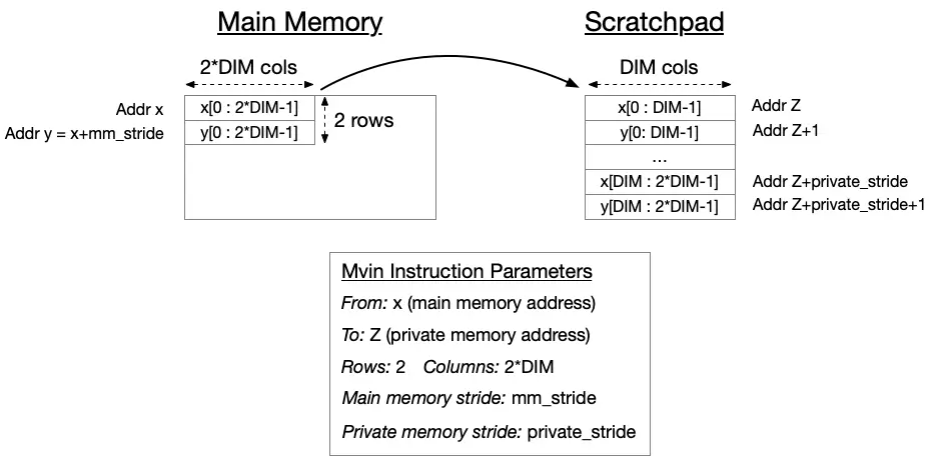 Main Memory
Scratchpad
2*DIM cols
DIM cols
Addr x
x[0 : 2*DIM-1]
2 rows
x[0 : DIM-1]
Addr Z
Addr y = x+mm_stride
y[0 : 2*DIM-1]
y[0: DIM-1]
Addr Z+1
...
x[DIM : 2*DIM-1]
Addr Z+private_stride
y[DIM : 2*DIM-1]
Addr Z+private_stride+1
Mvin Instruction Parameters
From: x (main memory address)
To: Z (private memory address)
Rows: 2 Columns: 2*DIM
Main memory stride: mm_stride
Private memory stride: private_stride